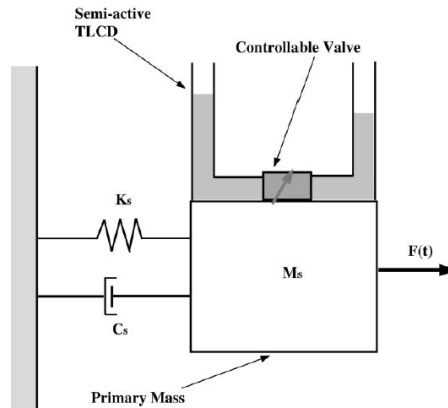 Semi-active
TLCD
Controllable Valve
Ks
F(t)
Ms
Cs
Primary Mass